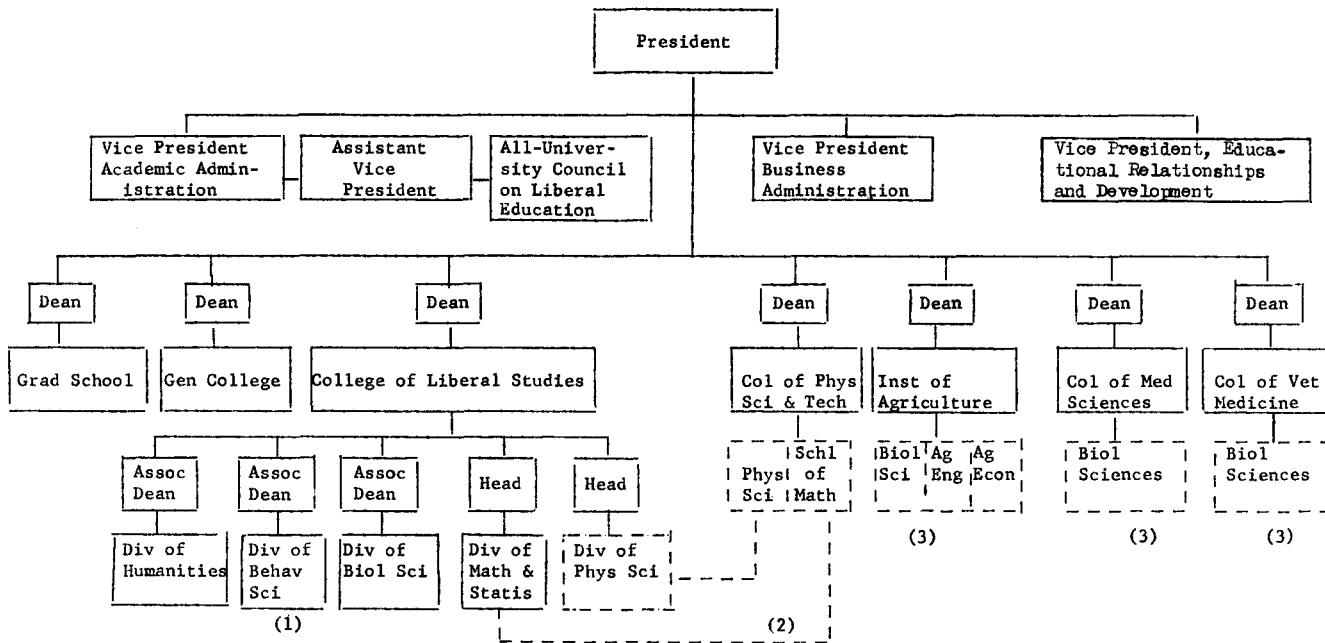 President
Vice President
Academic Admin-
istration
Assistant
Vice
President
All-Univer-
sity Council
on Liberal
Education
Vice President
Business
Administration
Vice President, Educa-
tional Relationships
and Development
Dean
Dean
Dean
Dean
Dean
Dean
Dean
Grad School
Gen College
College of Liberal Studies
Col of Phys
Sci & Tech
Inst of
Agriculture
Col of Med
Sciences
Col of Vet
Medicine
Assoc
Dean
Assoc
Dean
Assoc
Dean
Head
Head
Phys
Sci
Schl
of
Math
Biol
Sci
Ag
Eng
Ag
Econ
Biol
Sciences
Biol
Sciences
(3)
(3)
(3)
Div of
Humanities
Div of
Behav
Sci
Div of
Biol Sci
Div of
Math &
Statis
Div of
Phys Sci
(1)
(2)